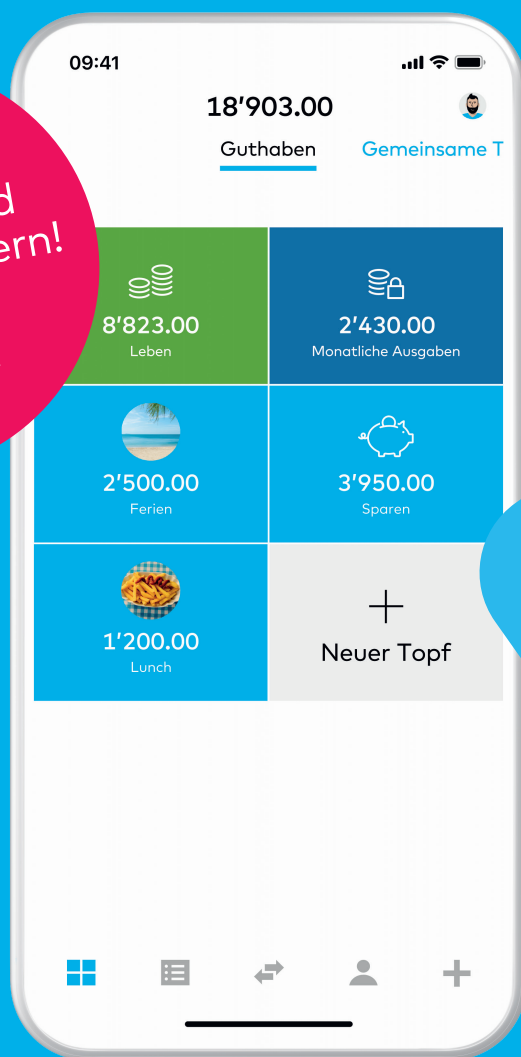 09:41
18'903.00
Guthaben
Gemeinsame T
8'823.00
Leben
2'430.00
Monatliche Ausgaben
2'500.00
Ferien
3'950.00
Sparen
1'200.00
Lunch
Neuer Topf